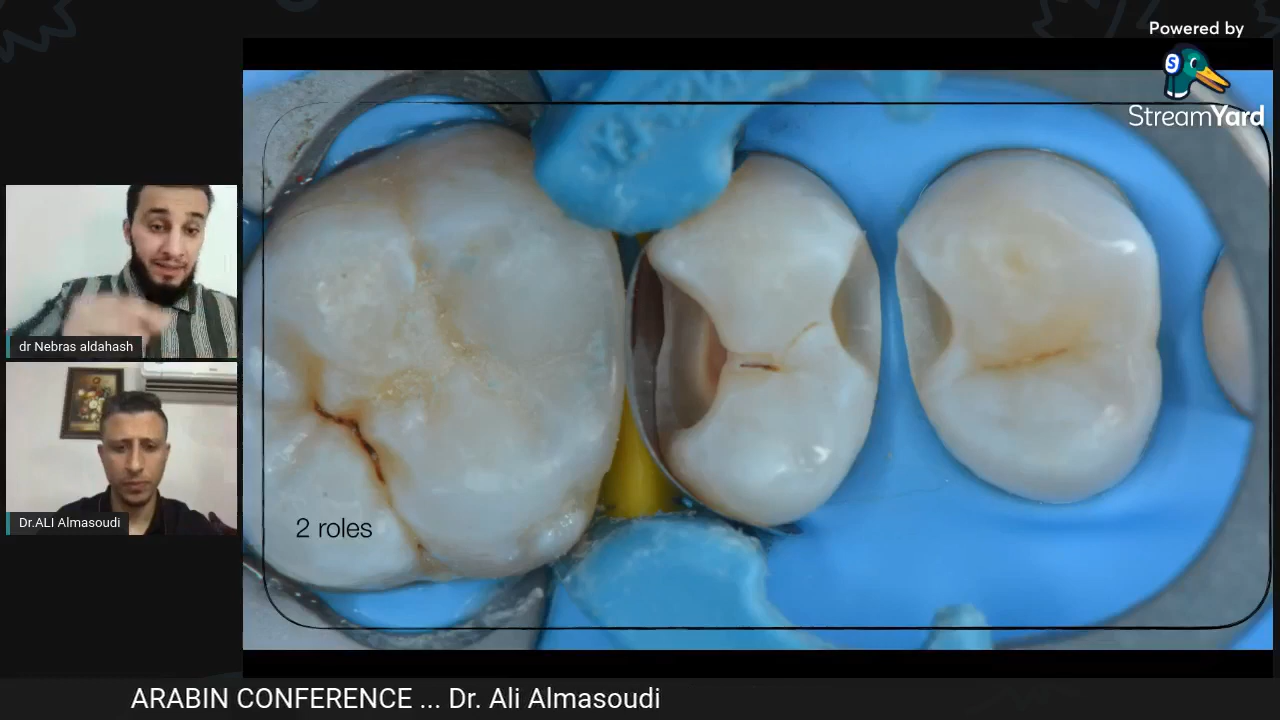 Powered by
S
StreamYard
dr Nebras aldahash
Dr.ALI Almasoudi
2 roles
ARABIN CONFERENCE ... Dr. Ali Almasoudi